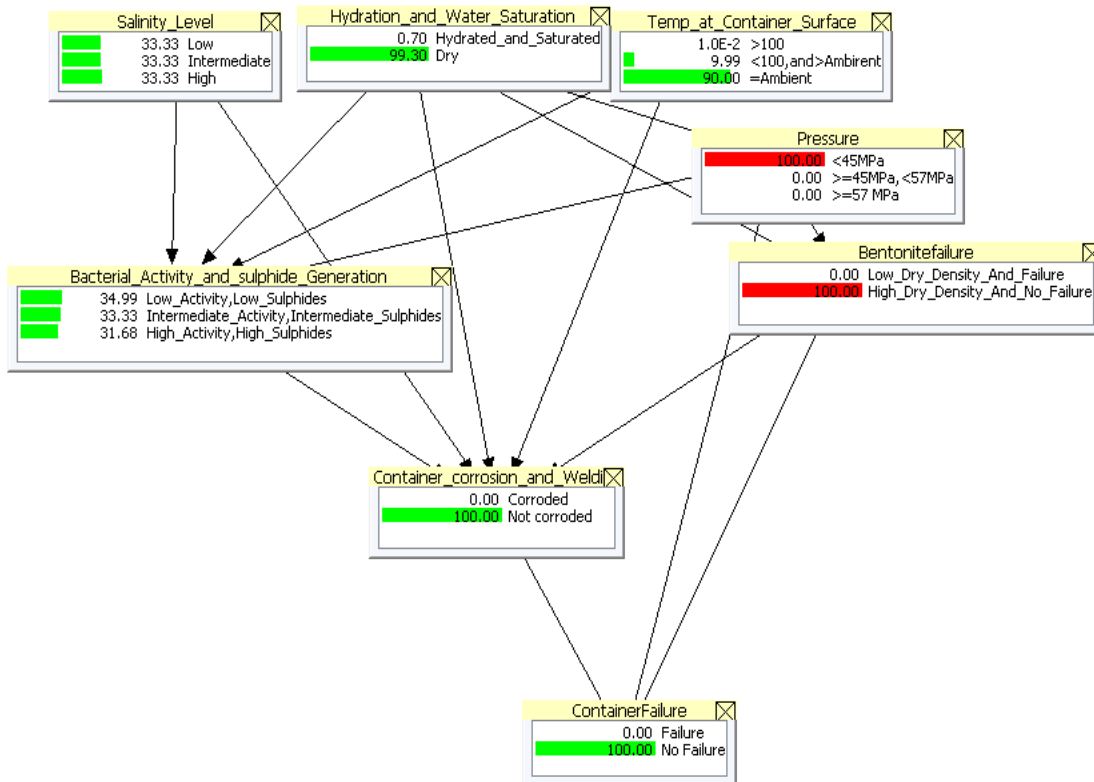 Salinity_Level
33.33 Low
33.33 Intermediate
33.33 High
Hydration_and_Water_Saturation
0.70 Hydrated_and_Saturated
99.30 Dry
Temp_at_Container_Surface
1.0E-2 >100
9.99 <100,and>Ambirent
90.00 =Ambient
Pressure
100.00 <45MPa
0.00 >=45MPa,<57MPa
0.00 >=57 MPa
Bentonitefailure
0.00 Low_Dry_Density_And_Failure
100.00 High_Dry_Density_And_No_Failure
Bacterial_Activity_and_sulphide_Generation
34.99 Low_Activity,Low_Sulphides
33.33 Intermediate_Activity,Intermediate_Sulphides
31.68 High_Activity,High_Sulphides
Container_corrosion_and_Weldi
0.00 Corroded
100.00 Not corroded
ContainerFailure
0.00 Failure
100.00 No Failure